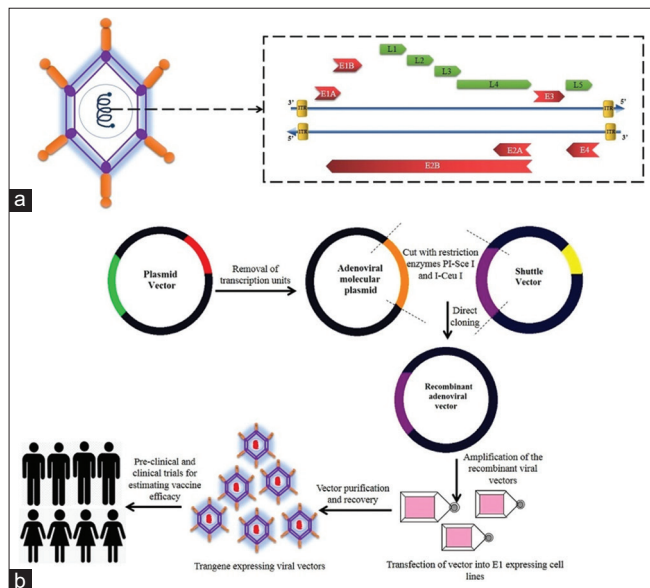 L1
L2
L3
L4
L5
E1B
E1A
E3
3'
5'
ITR
ITR
5'
3'
E2A
E4
E2B
a
Plasmid
Vector
Removal of
transcription units
Adenoviral
molecular
plasmid
Cut with restriction
enzymes PI-Sce I
and I-Ceu I
Shuttle
Vector
Direct
cloning
Recombinant
adenoviral
vector
Amplification of the
recombinant viral
vectors
Transfection of vector into E1 expressing cell
lines
Vector purification
and recovery
Trangene expressing viral vectors
Pre-clinical and
clinical trials for
estimating vaccine
efficacy
b